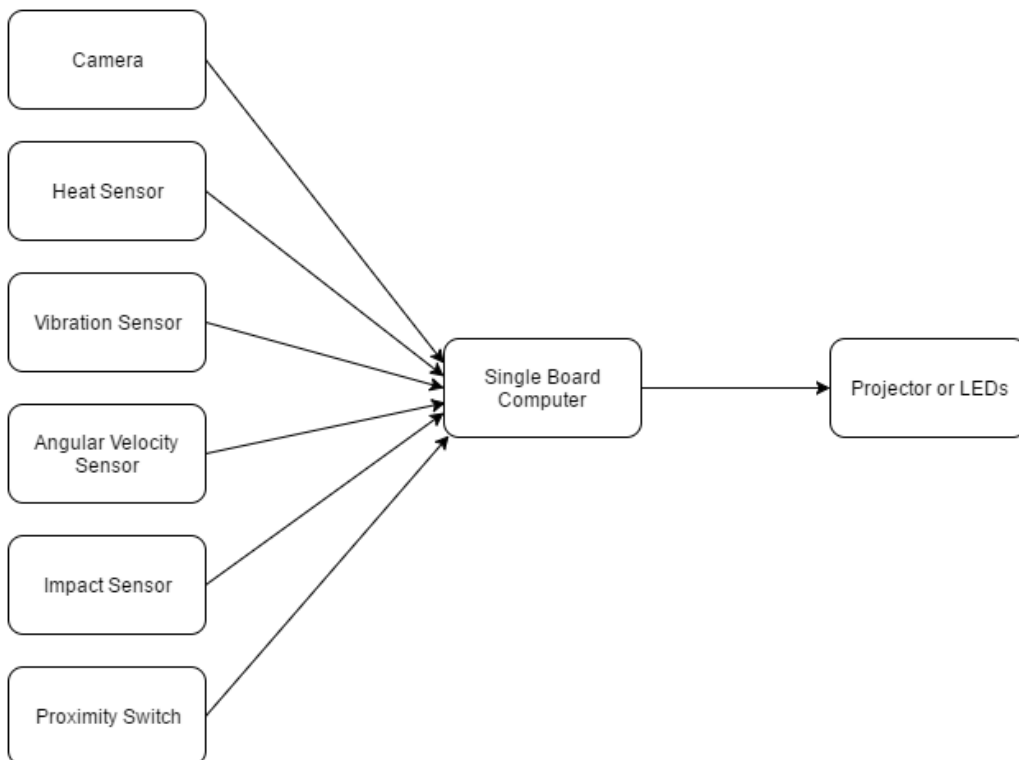 Camera
Heat Sensor
Vibration Sensor
Angular Velocity
Sensor
Impact Sensor
Proximity Switch
Single Board
Computer
Projector or LEDs